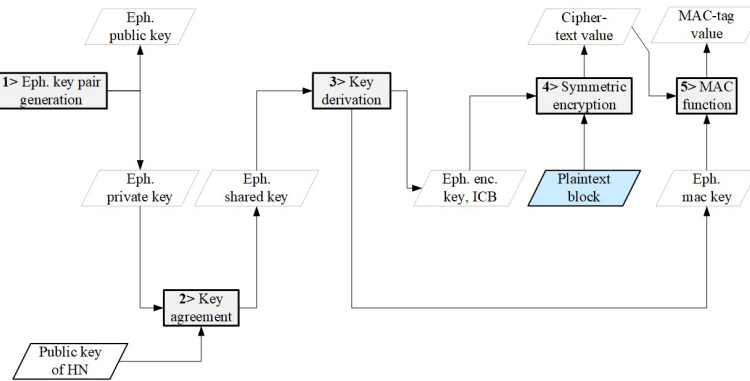 Eph.
public key
Cipher-
text value
MAC-tag
value
1> Eph. key pair
generation
3> Key
derivation
4> Symmetric
encryption
5> MAC
function
Eph.
private key
Eph.
shared key
Eph. enc.
key, ICB
Plaintext
block
Eph.
mac key
2> Key
agreement
Public key
of HN